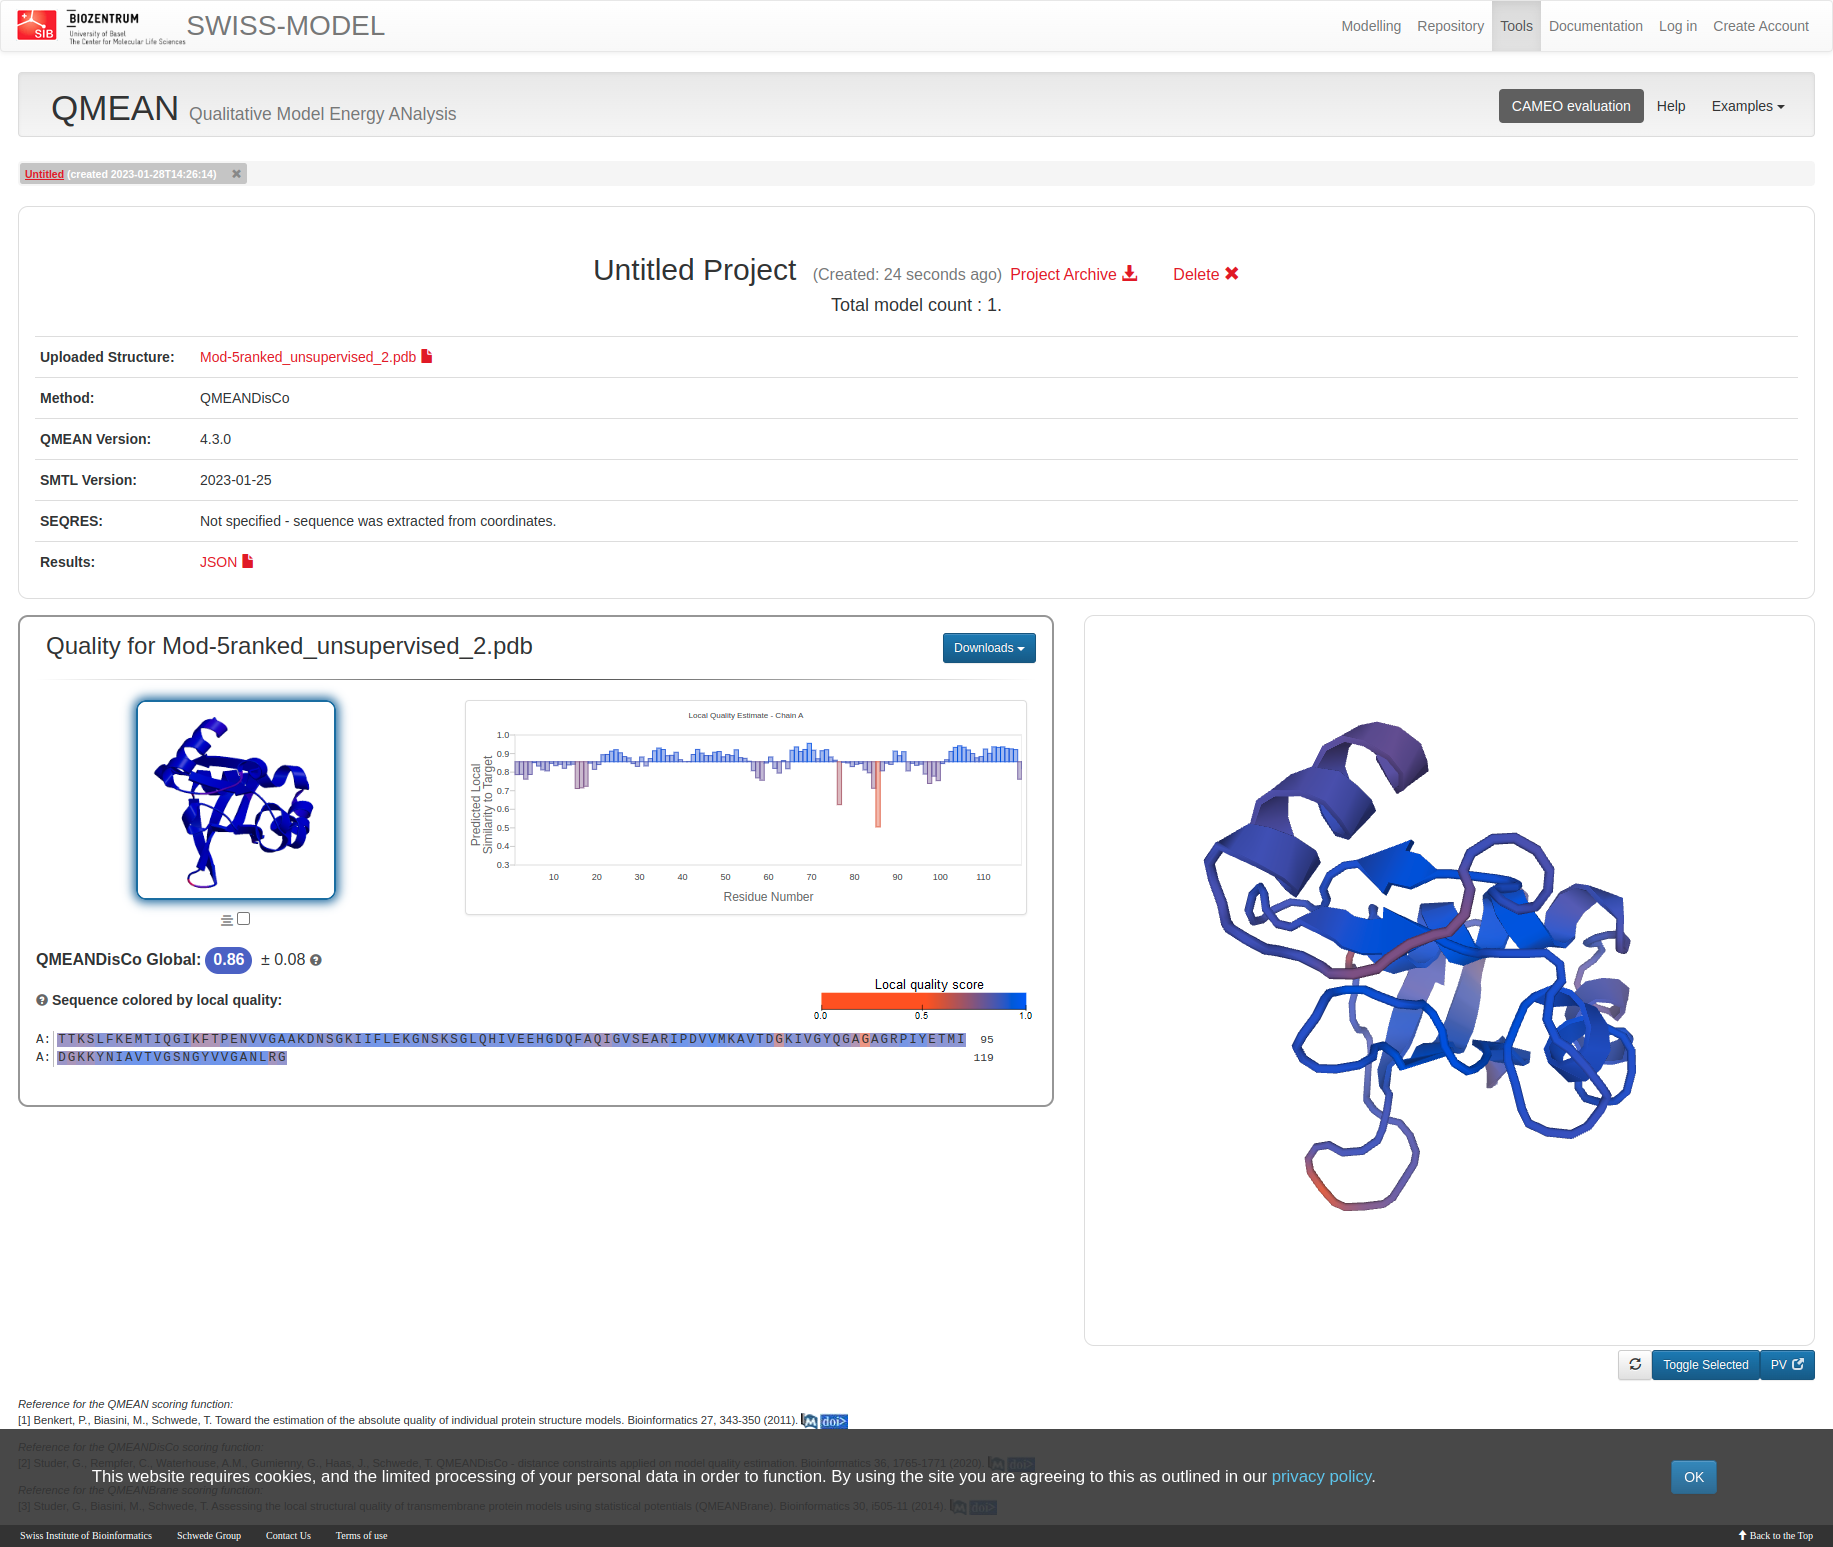 SIB
BIOZENTRUM
University of Basel
The Center for Molecular Life Sciences
SWISS-MODEL
Modelling Repository Tools Documentation Log in Create Account
QMEAN Qualitative Model Energy ANalysis
CAMEO evaluation Help Examples
Untitled (created 2023-01-28T14:26:14)
Untitled Project (Created: 24 seconds ago) Project Archive Delete
Total model count : 1.
Uploaded Structure: Mod-5ranked_unsupervised_2.pdb
Method: QMEANDisCo
QMEAN Version: 4.3.0
SMTL Version: 2023-01-25
SEQRES: Not specified - sequence was extracted from coordinates.
Results: JSON
Quality for Mod-5ranked_unsupervised_2.pdb
Downloads
Local Quality Estimate - Chain A
Predicted Local
Similarity to Target
1.0
0.9
0.8
0.7
0.6
0.5
0.4
0.3
10 20 30 40 50 60 70 80 90 100 110
Residue Number
QMEANDisCo Global: 0.86 ± 0.08
Sequence colored by local quality:
Local quality score
0.0 0.5 1.0
A: TTKSLFKEMTIQGIKFTPENVVGAAKDNSGKIIFLEKGNSKSGLQHIVEEHGDQFAQIGVSEARIPDVVMKAVTDGKIVGYQGAGAGRPIYETMI 95
A: DGKKYNIAVTVGSNGYVVGANLRG 119
Toggle Selected PV
Reference for the QMEAN scoring function:
[1] Benkert, P., Biasini, M., Schwede, T. Toward the estimation of the absolute quality of individual protein structure models. Bioinformatics 27, 343-350 (2011). M doi>
Reference for the QMEANDisCo scoring function:
[2] Studer, G., Rempfer, C., Waterhouse, A.M., Gumienny, G., Haas, J., Schwede, T. QMEANDisCo - distance constraints applied on model quality estimation. Bioinformatics 36, 1765-1771 (2020). M doi>
This website requires cookies, and the limited processing of your personal data in order to function. By using the site you are agreeing to this as outlined in our privacy policy.
OK
Reference for the QMEANBrane scoring function:
[3] Studer, G., Biasini, M., Schwede, T. Assessing the local structural quality of transmembrane protein models using statistical potentials (QMEANBrane). Bioinformatics 30, i505-11 (2014). M doi>
Swiss Institute of Bioinformatics Schwede Group Contact Us Terms of use Back to the Top